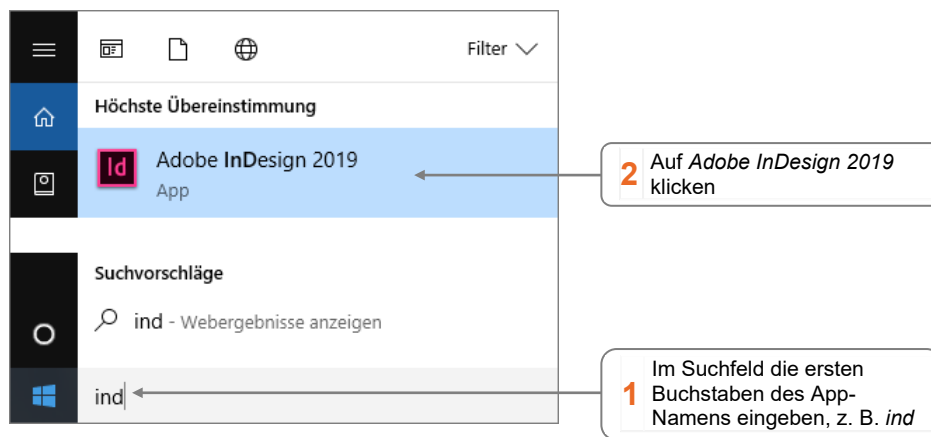 Filter
Höchste Übereinstimmung
Id
Adobe InDesign 2019
App
2 Auf Adobe InDesign 2019
klicken
Suchvorschläge
ind - Webergebnisse anzeigen
ind
1 Im Suchfeld die ersten
Buchstaben des App-
Namens eingeben, z. B. ind